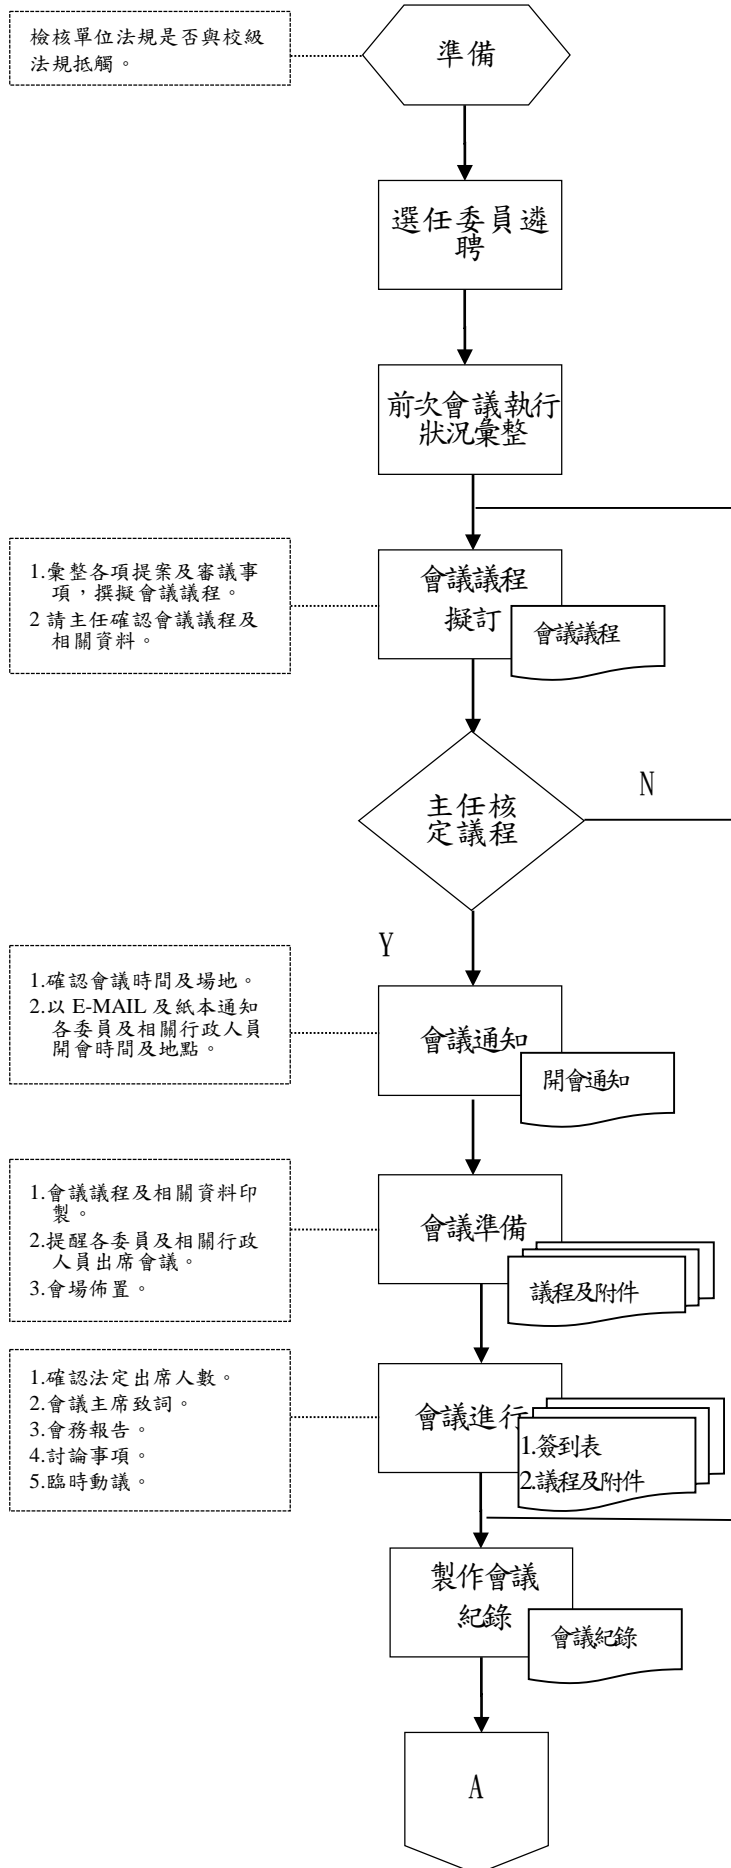 檢核單位法規是否與校級
法規抵觸。
準備
選任委員遴
聘
前次會議執行
狀況彙整
1.彙整各項提案及審議事
項，撰擬會議議程。
2 請主任確認會議議程及
相關資料。
會議議程
擬訂
會議議程
主任核
定議程
N
Y
1.確認會議時間及場地。
2.以 E-MAIL 及紙本通知
各委員及相關行政人員
開會時間及地點。
會議通知
開會通知
1.會議議程及相關資料印
製。
2.提醒各委員及相關行政
人員出席會議。
3.會場佈置。
會議準備
議程及附件
1.確認法定出席人數。
2.會議主席致詞。
3.會務報告。
4.討論事項。
5.臨時動議。
會議進行
1.簽到表
2.議程及附件
製作會議
紀錄
會議紀錄
A